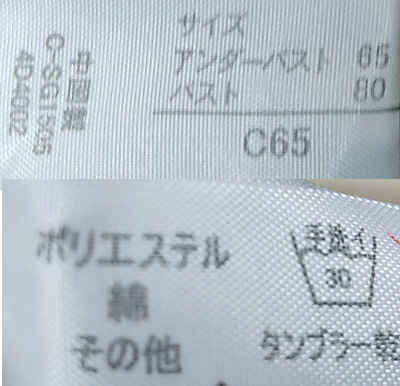 サイズ
アンダーバスト 65
バスト 80
C65
中国製
C-SG1505
4D4002
手洗イ
30
ポリエステル
綿
その他
タンブラー乾